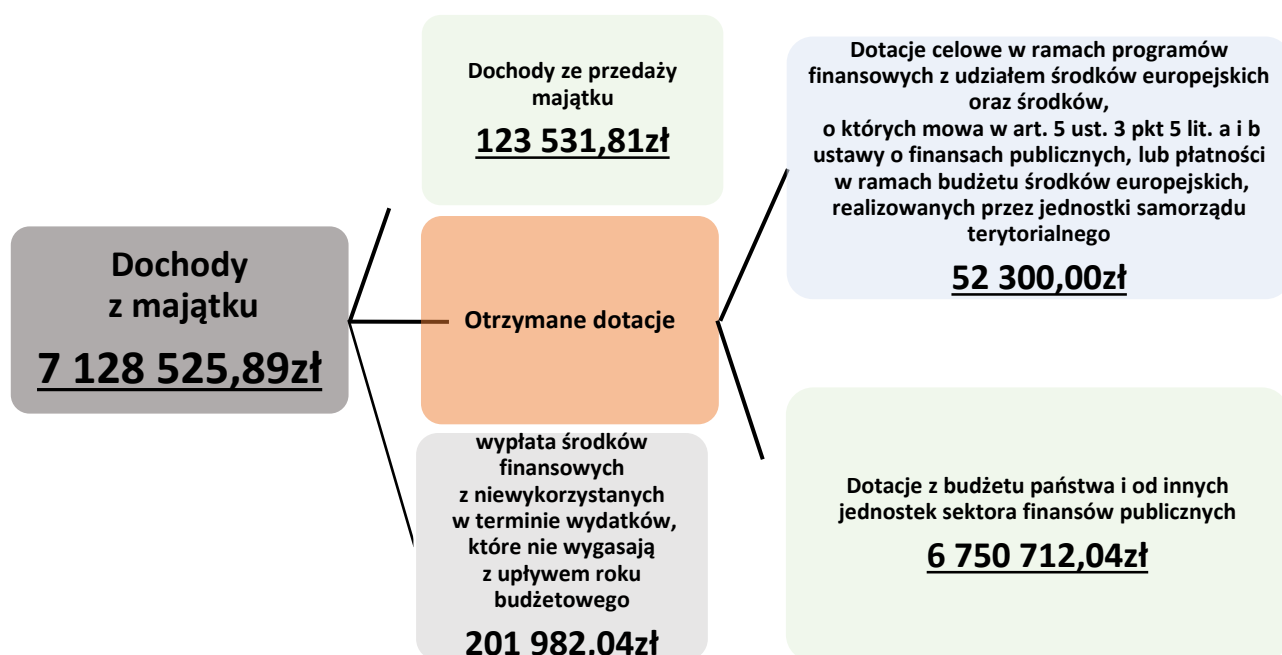 Dochody
z majątku
7 128 525,89zł
Dochody ze przedaży
majątku
123 531,81zł
Otrzymane dotacje
wypłata środków
finansowych
z niewykorzystanych
w terminie wydatków,
które nie wygasają
z upływem roku
budżetowego
201 982,04zł
Dotacje celowe w ramach programów
finansowych z udziałem środków europejskich
oraz środków,
o których mowa w art. 5 ust. 3 pkt 5 lit. a i b
ustawy o finansach publicznych, lub płatności
w ramach budżetu środków europejskich,
realizowanych przez jednostki samorządu
terytorialnego
52 300,00zł
Dotacje z budżetu państwa i od innych
jednostek sektora finansów publicznych
6 750 712,04zł